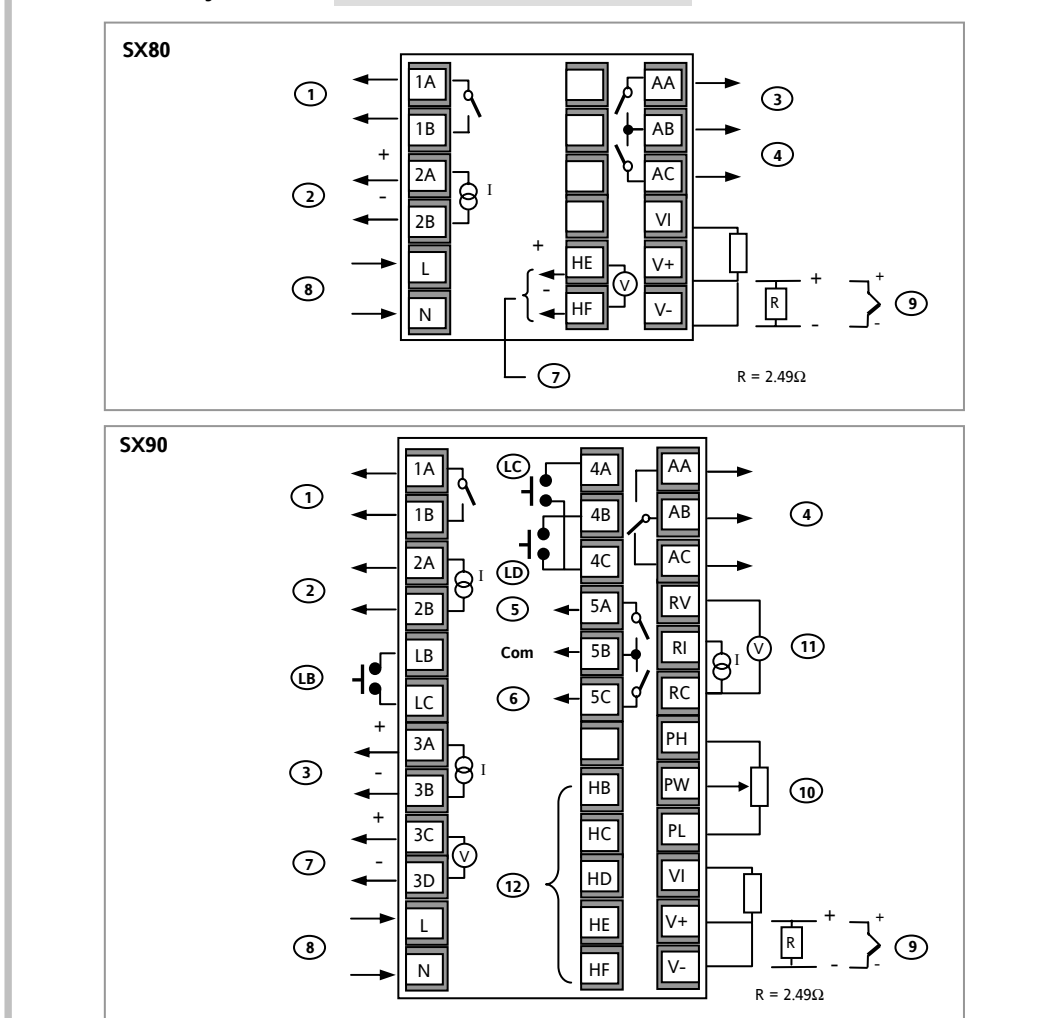 SX80
1
1A
1B
+
2
-
2A
2B
I
8
L
N
+
-
HE
HF
V
7
AA
AB
AC
VI
V+
V-
3
4
R
+
-
+
-
9
R = 2.49Ω
SX90
1
1A
1B
2
2A
2B
I
LB
LB
LC
+
3
-
3A
3B
I
+
7
-
3C
3D
V
8
L
N
LC
LD
4A
4B
4C
5
Com
6
5A
5B
5C
12
HB
HC
HD
HE
HF
AA
AB
AC
4
RV
RI
RC
I
V
11
PH
PW
PL
10
VI
V+
V-
R
+
-
+
-
9
R = 2.49Ω